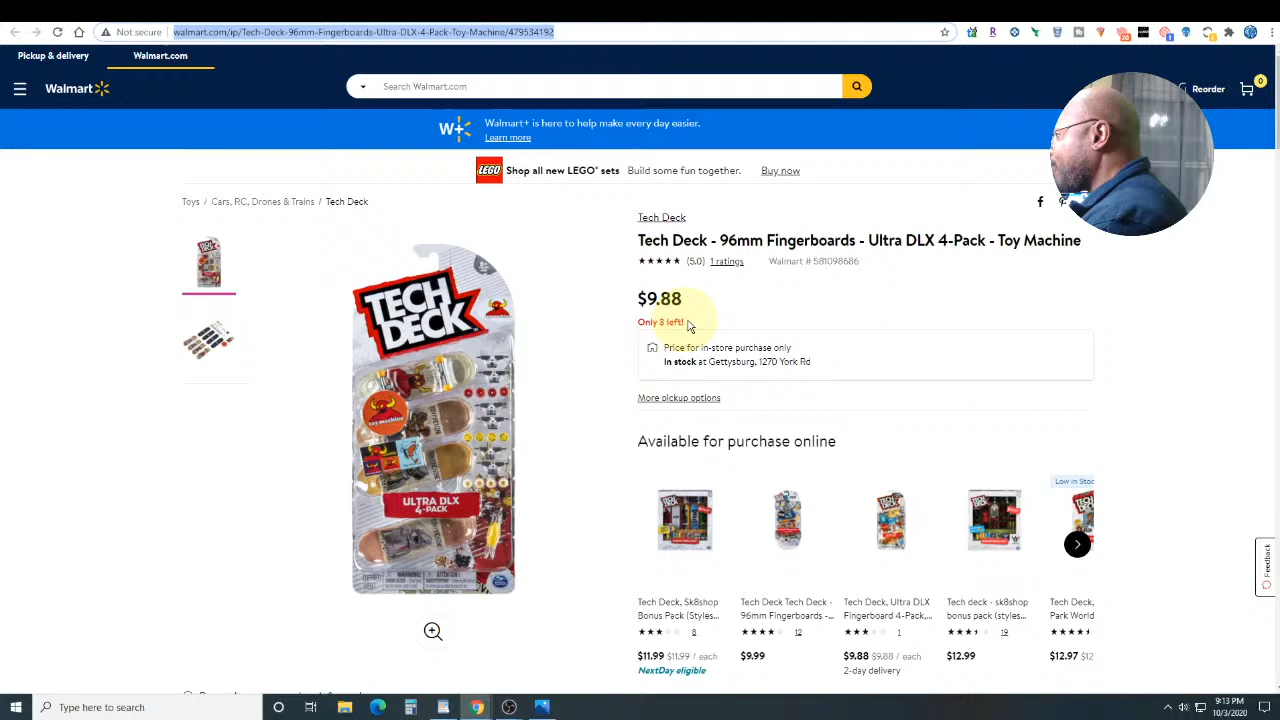 Not secure
walmart.com/ip/Tech-Deck-96mm-Fingerboards-Ultra-DLX-4-Pack-Toy-Machine/479534192
Pickup & delivery
Walmart.com
Walmart
Search Walmart.com
Reorder
0
W+
Walmart+ is here to help make every day easier.
Learn more
LEGO
Shop all new LEGO® sets Build some fun together. Buy now
Toys / Cars, RC, Drones & Trains / Tech Deck
Tech Deck
Tech Deck - 96mm Fingerboards - Ultra DLX 4-Pack - Toy Machine
(5.0) 1 ratings Walmart # 581098686
$9.88
Only 3 left!
Price for in-store purchase only
In stock at Gettysburg, 1270 York Rd
More pickup options
Available for purchase online
TECH
DECK
toy machine
ULTRA DLX
4-PACK
WARNING:
ATTENTION:
Low in Stoc
Tech Deck, Sk8shop
Bonus Pack (Styles...
8
$11.99 $11.99 / each
NextDay eligible
Tech Deck Tech Deck -
96mm Fingerboards -...
12
$9.99
Tech Deck, Ultra DLX
Fingerboard 4-Pack,...
1
$9.88 $9.88 / each
2-day delivery
Tech deck - sk8shop
bonus pack (styles...
19
$12.99
Tech Deck,
Park World
$12.97 $12
Feedback
Type here to search
9:13 PM
10/3/2020